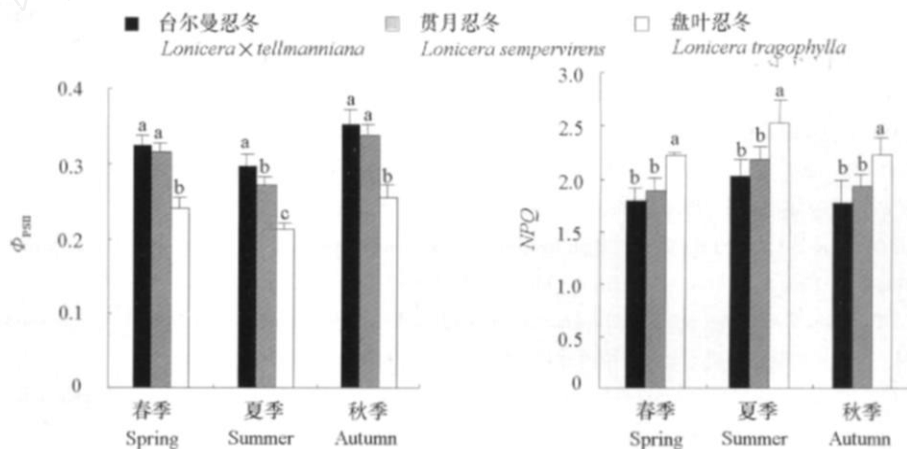 台尔曼忍冬 贯月忍冬 盘叶忍冬
Lonicera×tellmanniana Lonicera sempervirens Lonicera tragophylla
0.4
0.3
0.2
0.1
0
ΦPSII
a a b
a b c
a a b
春季 夏季 秋季
Spring Summer Autumn
3.0
2.5
2.0
1.5
1.0
0.5
0
NPQ
b b a
b b a
b b a
春季 夏季 秋季
Spring Summer Autumn